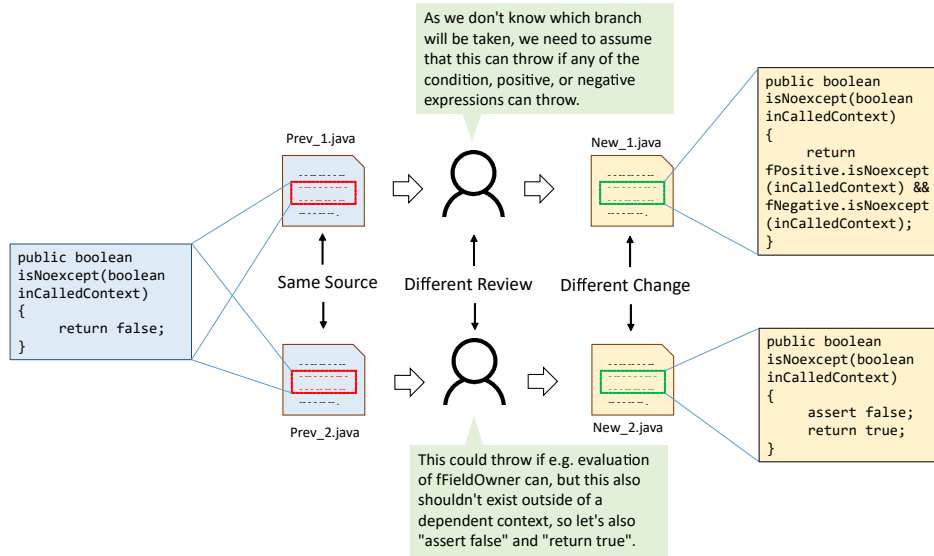 As we don't know which branch
will be taken, we need to assume
that this can throw if any of the
condition, positive, or negative
expressions can throw.
Prev_1.java
New_1.java
public boolean
isNoexcept(boolean
inCalledContext)
{
return
fPositive.isNoexcept
(inCalledContext) &&
fNegative.isNoexcept
(inCalledContext);
}
public boolean
isNoexcept(boolean
inCalledContext)
{
return false;
}
Same Source
Different Review
Different Change
Prev_2.java
New_2.java
public boolean
isNoexcept(boolean
inCalledContext)
{
assert false;
return true;
}
This could throw if e.g. evaluation
of fFieldOwner can, but this also
shouldn't exist outside of a
dependent context, so let's also
"assert false" and "return true".